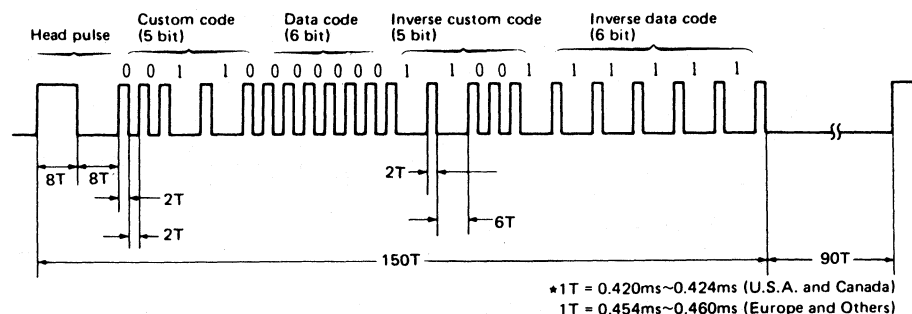 Head pulse
Custom code
(5 bit)
Data code
(6 bit)
Inverse custom code
(5 bit)
Inverse data code
(6 bit)
0 0 1 1 0 0 0 0 0 0 0 0 1 1 0 0 1 1 1 1 1 1
8T 8T
2T
2T
2T
6T
150T
90T
★1T = 0.420ms~0.424ms (U.S.A. and Canada)
1T = 0.454ms~0.460ms (Europe and Others)